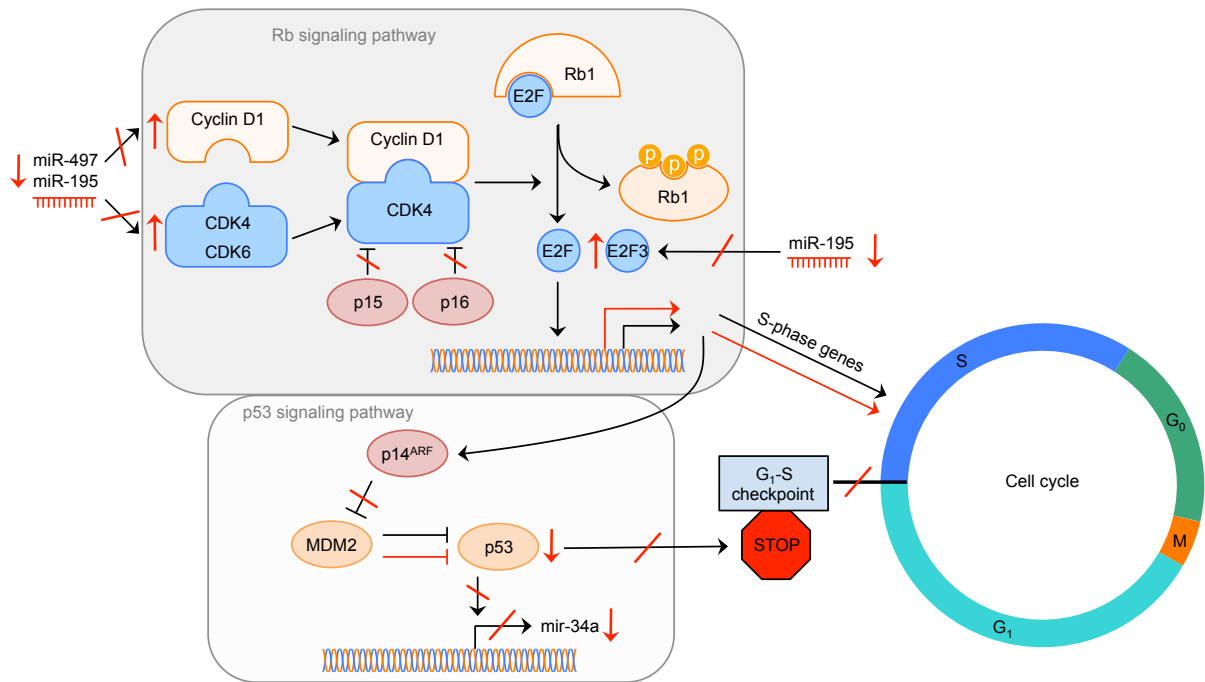 Rb signaling pathway
Rb1
E2F
Cyclin D1
Cyclin D1
miR-497
miR-195
p p p
Rb1
CDK4
CDK4
CDK6
E2F
E2F3
miR-195
p15
p16
S-phase genes
S
G₀
p53 signaling pathway
p14ᴬᴿᶠ
G₁-S
checkpoint
Cell cycle
MDM2
p53
STOP
M
mir-34a
G₁